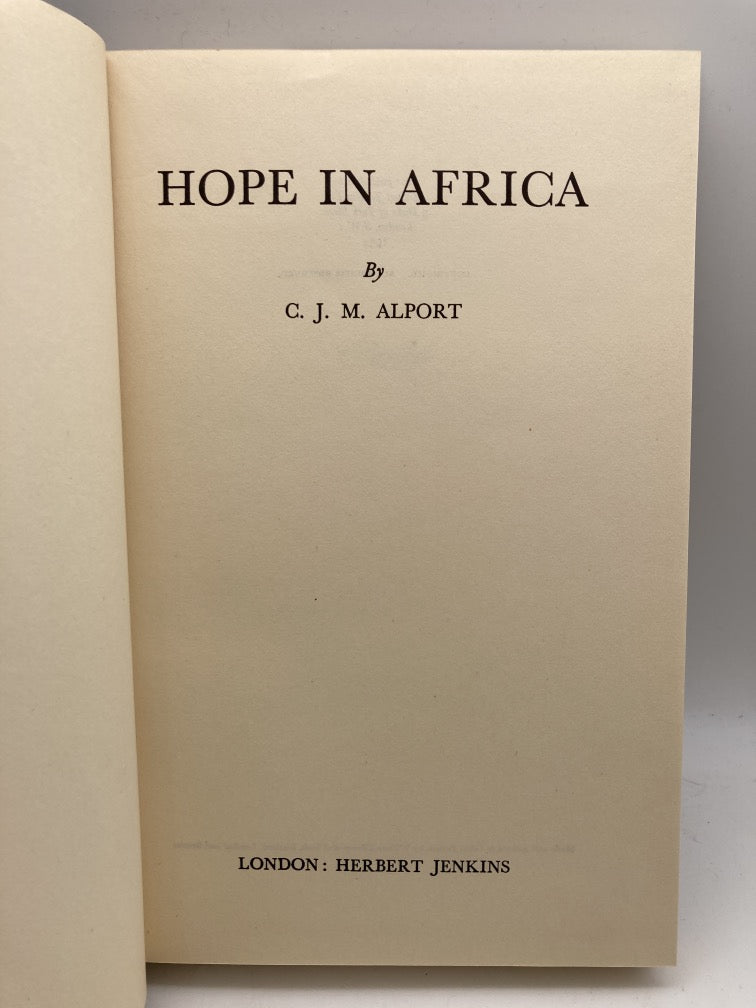 HOPE IN AFRICA
By
C. J. M. ALPORT
LONDON: HERBERT JENKINS